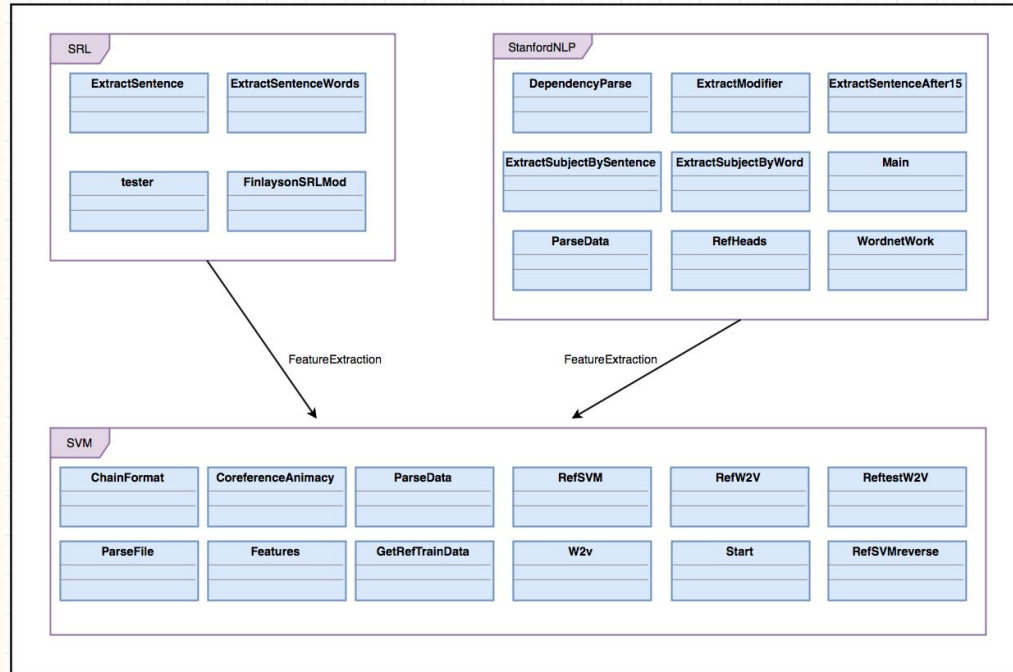 SRL
ExtractSentence
ExtractSentenceWords
tester
FinlaysonSRLMod
StanfordNLP
DependencyParse
ExtractModifier
ExtractSentenceAfter15
ExtractSubjectBySentence
ExtractSubjectByWord
Main
ParseData
RefHeads
WordnetWork
FeatureExtraction
FeatureExtraction
SVM
ChainFormat
CoreferenceAnimacy
ParseData
RefSVM
RefW2V
ReftestW2V
ParseFile
Features
GetRefTrainData
W2v
Start
RefSVMreverse